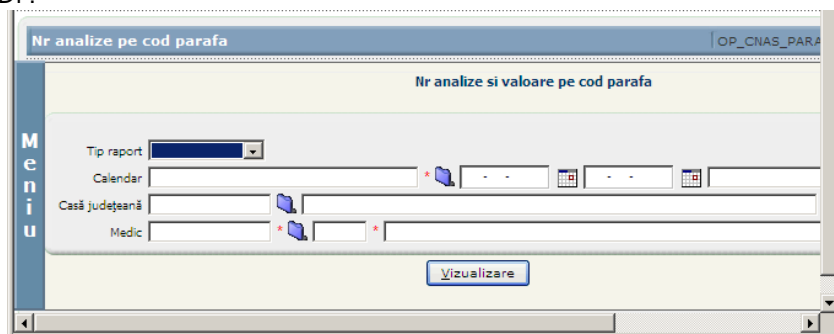 Nr analize pe cod parafa OP_CNAS_PARA
Nr analize si valoare pe cod parafa
Meniu
Tip raport
Calendar * - - - -
Casă județeană
Medic * *
Vizualizare